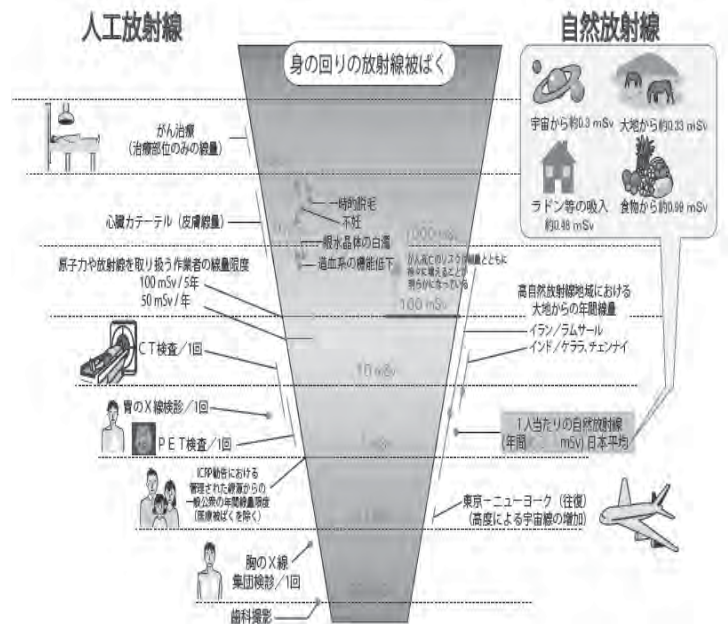 人工放射線
自然放射線
身の回りの放射線被ばく
宇宙から約0.3 mSv
大地から約0.33 mSv
ラドン等の吸入
約0.48 mSv
食物から約0.99 mSv
がん治療
(治療部位のみの線量)
心臓カテーテル(皮膚線量)
一時的脱毛
不妊
眼水晶体の白濁
造血系の機能低下
1000 mSv
がん死亡のリスクが線量とともに
徐々に増えることが
明らかになっている
原子力や放射線を取り扱う作業者の線量限度
100 mSv/5年
50 mSv/年
100 mSv
高自然放射線地域における
大地からの年間線量
イラン/ラムサール
インド/ケララ、チェンナイ
CT検査/1回
10 mSv
胃のX線検診/1回
PET検査/1回
1人当たりの自然放射線
(年間 mSv) 日本平均
ICRP勧告における
管理された線源からの
一般公衆の年間線量限度
(医療被ばくを除く)
東京ーニューヨーク(往復)
(高度による宇宙線の増加)
胸のX線
集団検診/1回
歯科撮影